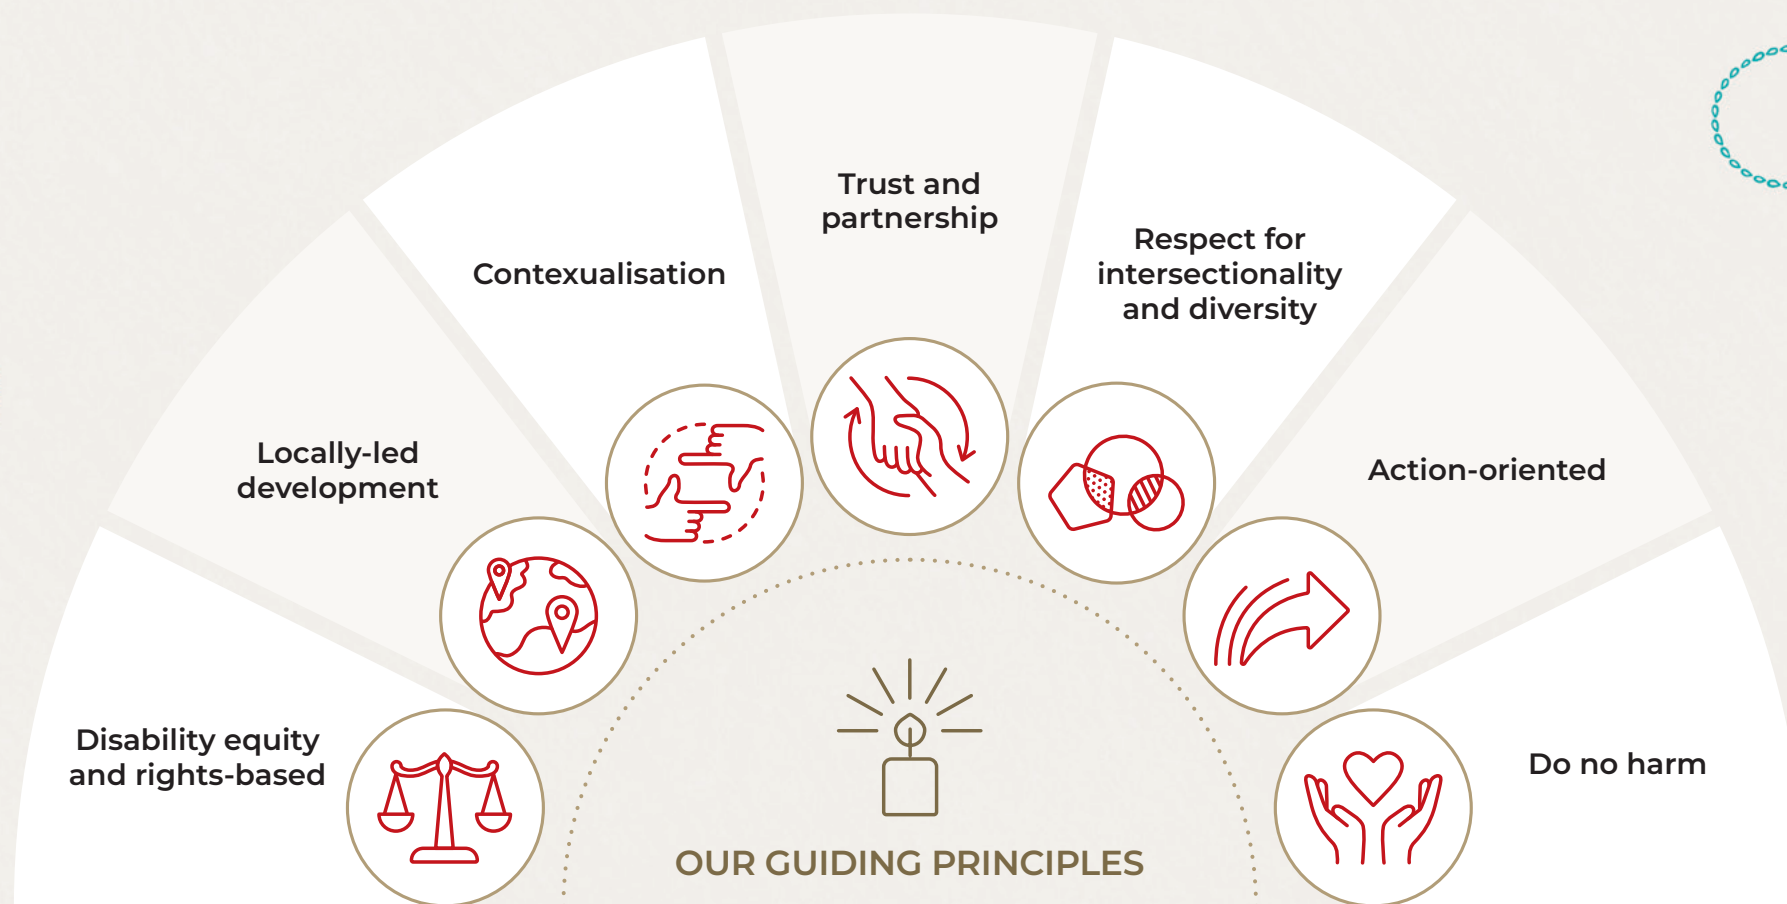 Disability equity
and rights-based
Locally-led
development
Contexualisation
Trust and
partnership
Respect for
intersectionality
and diversity
Action-oriented
Do no harm
OUR GUIDING PRINCIPLES